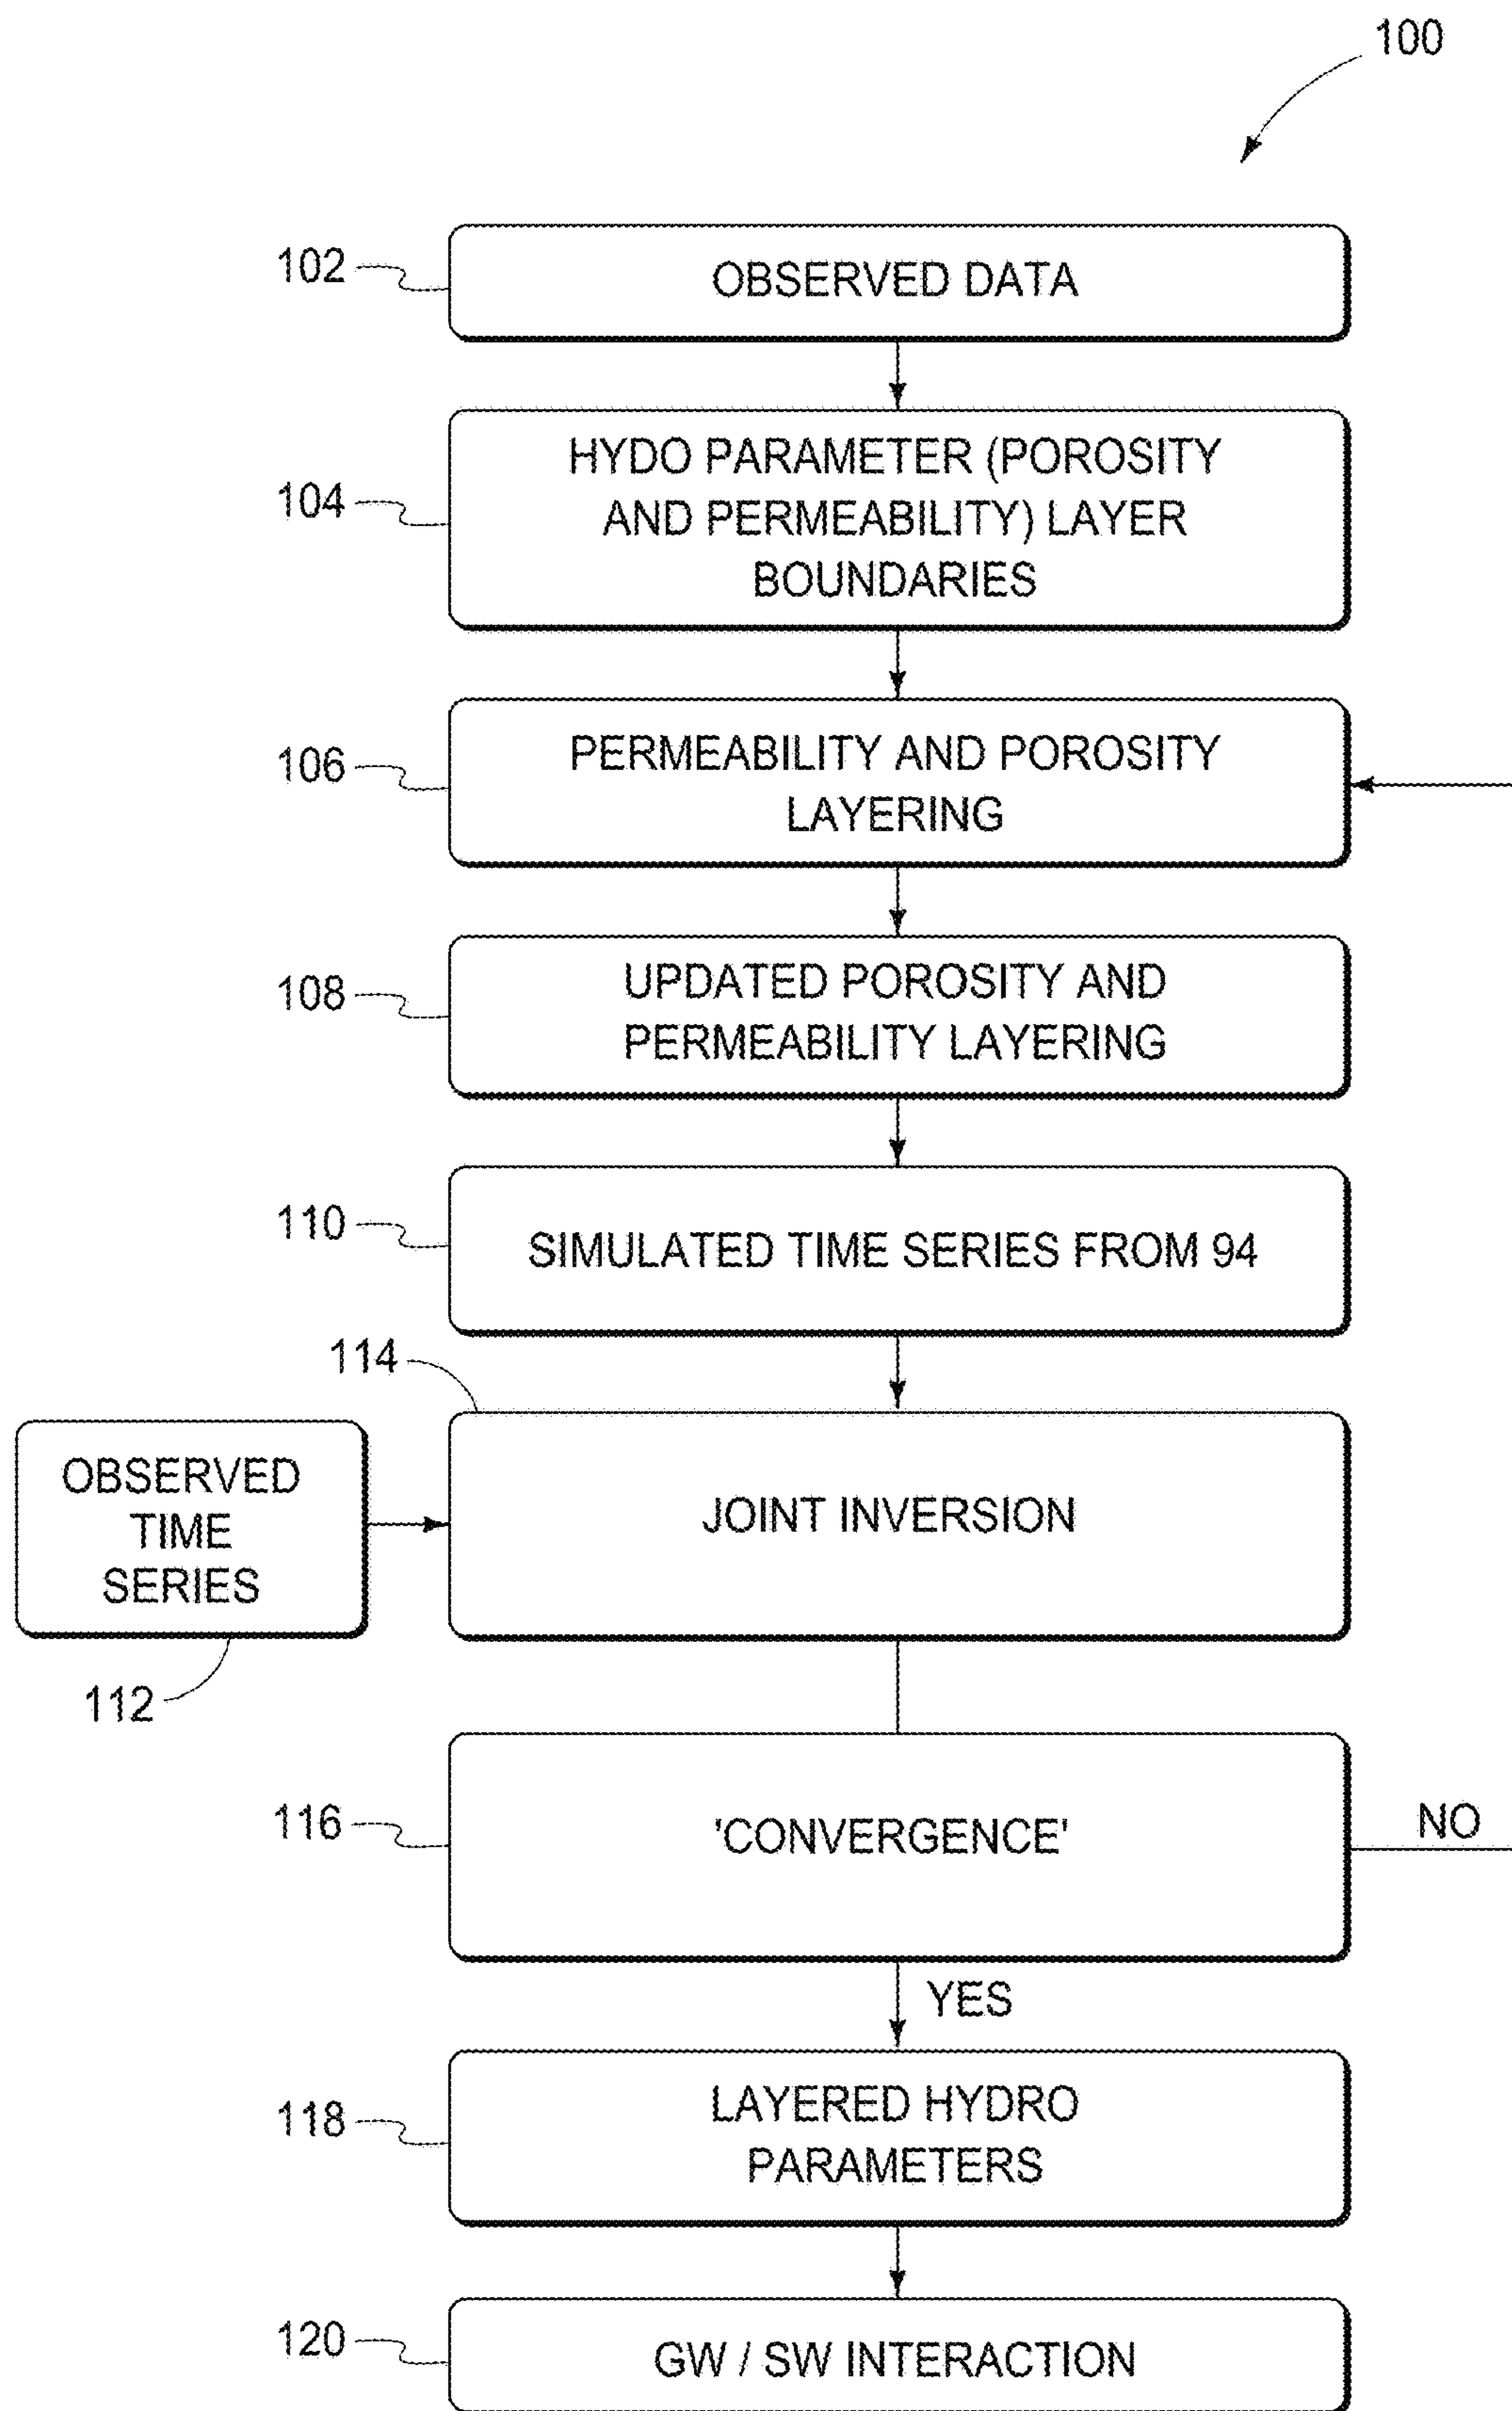 100
102
OBSERVED DATA
104
HYDO PARAMETER (POROSITY
AND PERMEABILITY) LAYER
BOUNDARIES
106
PERMEABILITY AND POROSITY
LAYERING
108
UPDATED POROSITY AND
PERMEABILITY LAYERING
110
SIMULATED TIME SERIES FROM 94
114
OBSERVED
TIME
SERIES
JOINT INVERSION
112
116
'CONVERGENCE'
NO
YES
118
LAYERED HYDRO
PARAMETERS
120
GW / SW INTERACTION